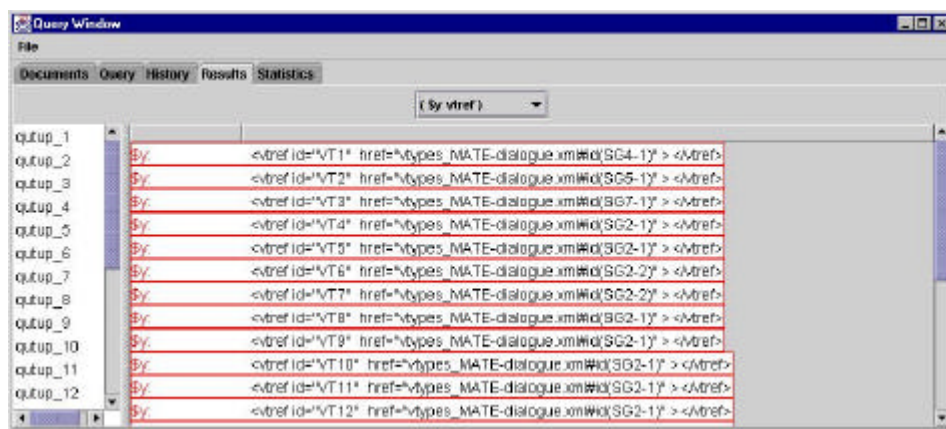 Query Window
File
Documents Query History Results Statistics
( $y vtref )
qutup_1
qutup_2
qutup_3
qutup_4
qutup_5
qutup_6
qutup_7
qutup_8
qutup_9
qutup_10
qutup_11
qutup_12
$y: <vtref id="VT1" href="vtypes_MATE-dialogue.xml#id(SG4-1)" > </vtref>
$y: <vtref id="VT2" href="vtypes_MATE-dialogue.xml#id(SG5-1)" > </vtref>
$y: <vtref id="VT3" href="vtypes_MATE-dialogue.xml#id(SG7-1)" > </vtref>
$y: <vtref id="VT4" href="vtypes_MATE-dialogue.xml#id(SG2-1)" > </vtref>
$y: <vtref id="VT5" href="vtypes_MATE-dialogue.xml#id(SG2-1)" > </vtref>
$y: <vtref id="VT6" href="vtypes_MATE-dialogue.xml#id(SG2-2)" > </vtref>
$y: <vtref id="VT7" href="vtypes_MATE-dialogue.xml#id(SG2-2)" > </vtref>
$y: <vtref id="VT8" href="vtypes_MATE-dialogue.xml#id(SG2-1)" > </vtref>
$y: <vtref id="VT9" href="vtypes_MATE-dialogue.xml#id(SG2-1)" > </vtref>
$y: <vtref id="VT10" href="vtypes_MATE-dialogue.xml#id(SG2-1)" > </vtref>
$y: <vtref id="VT11" href="vtypes_MATE-dialogue.xml#id(SG2-1)" > </vtref>
$y: <vtref id="VT12" href="vtypes_MATE-dialogue.xml#id(SG2-1)" > </vtref>